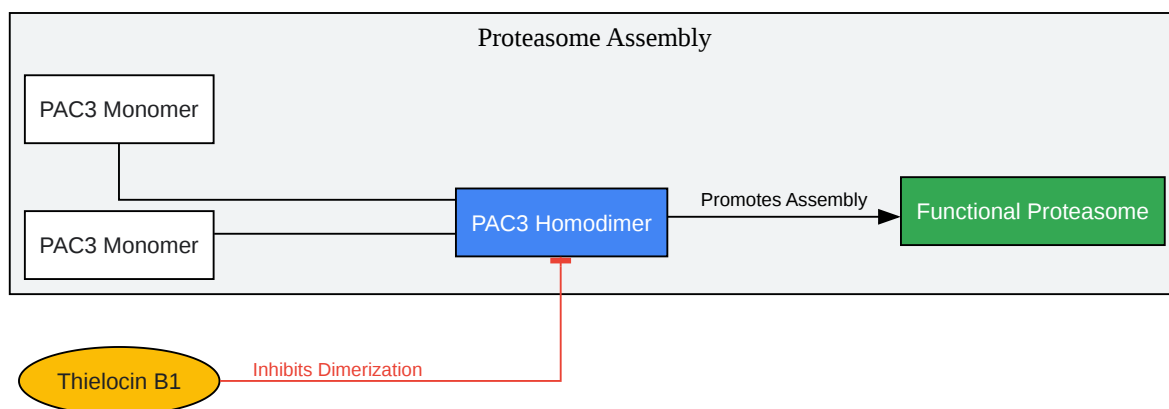 Proteasome Assembly
PAC3 Monomer
PAC3 Monomer
PAC3 Homodimer
Promotes Assembly
Functional Proteasome
Thielocin B1
Inhibits Dimerization